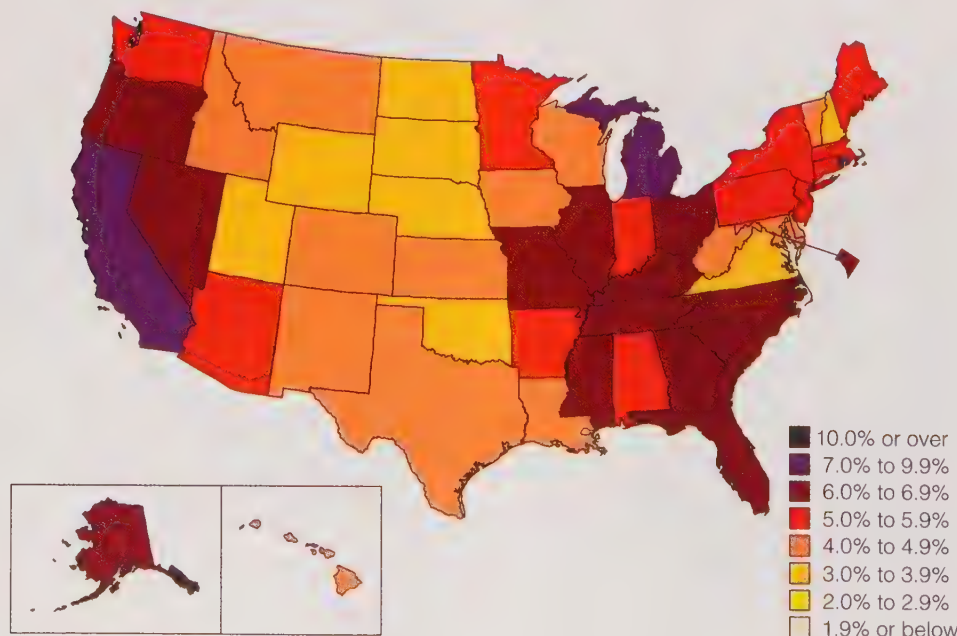 10.0% or over
7.0% to 9.9%
6.0% to 6.9%
5.0% to 5.9%
4.0% to 4.9%
3.0% to 3.9%
2.0% to 2.9%
1.9% or below